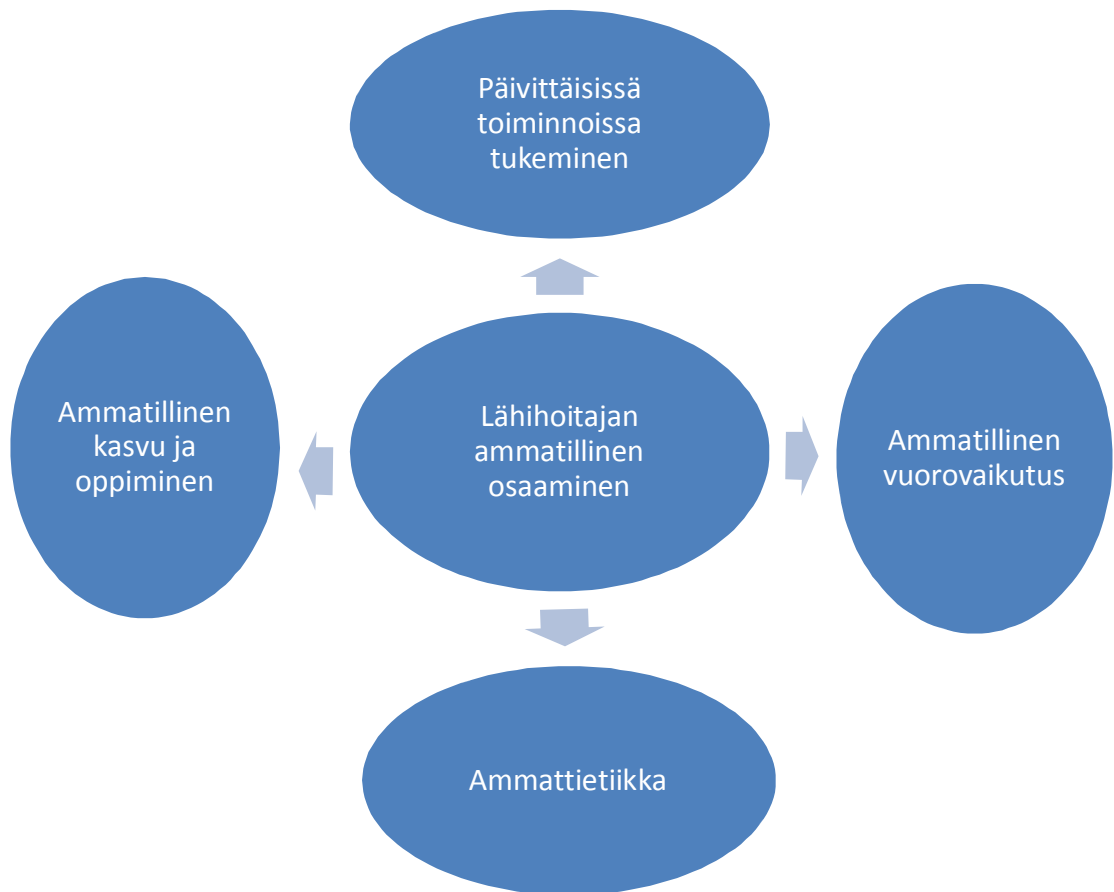 Päivittäisissä
toiminnoissa
tukeminen
Ammatillinen
kasvu ja
oppiminen
Lähihoitajan
ammatillinen
osaaminen
Ammatillinen
vuorovaikutus
Ammattietiikka